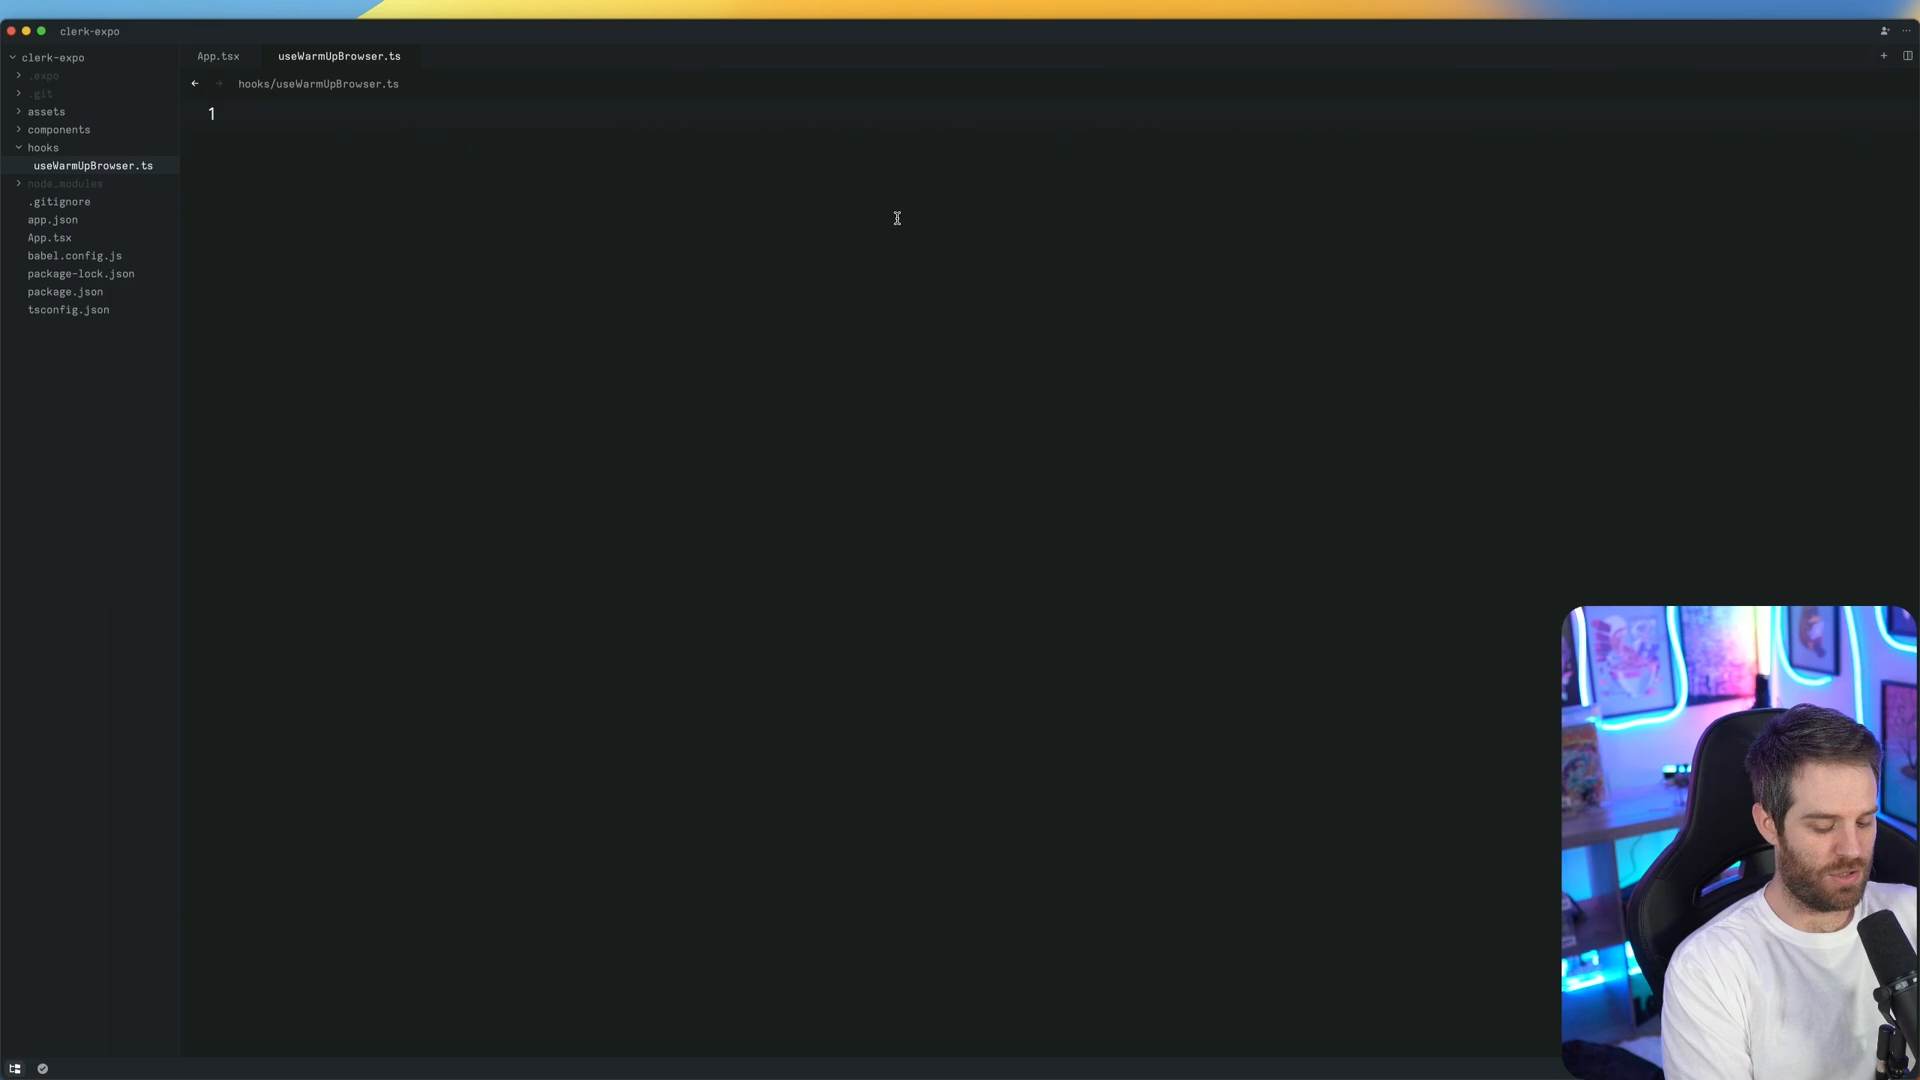 clerk-expo
clerk-expo
.expo
.git
assets
components
hooks
useWarmUpBrowser.ts
node_modules
.gitignore
app.json
App.tsx
babel.config.js
package-lock.json
package.json
tsconfig.json
App.tsx
useWarmUpBrowser.ts
hooks/useWarmUpBrowser.ts
1